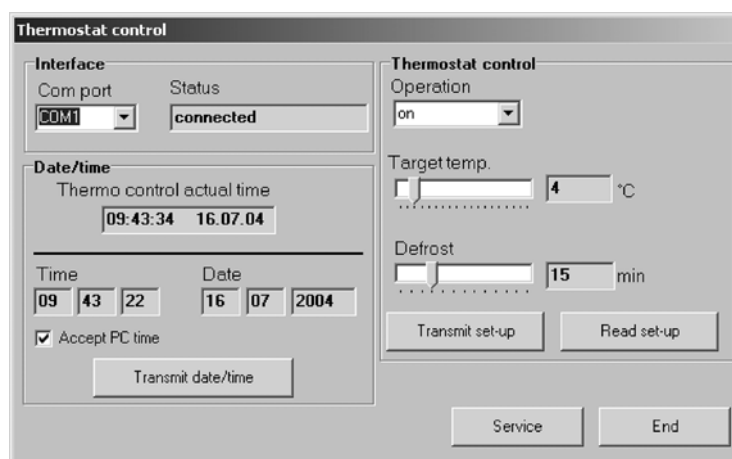 Thermostat control
Interface
Com port
Status
COM1
connected
Date/time
Thermo control actual time
09:43:34 16.07.04
Time
Date
09 43 22
16 07 2004
Accept PC time
Transmit date/time
Thermostat control
Operation
on
Target temp.
4 °C
Defrost
15 min
Transmit set-up
Read set-up
Service
End